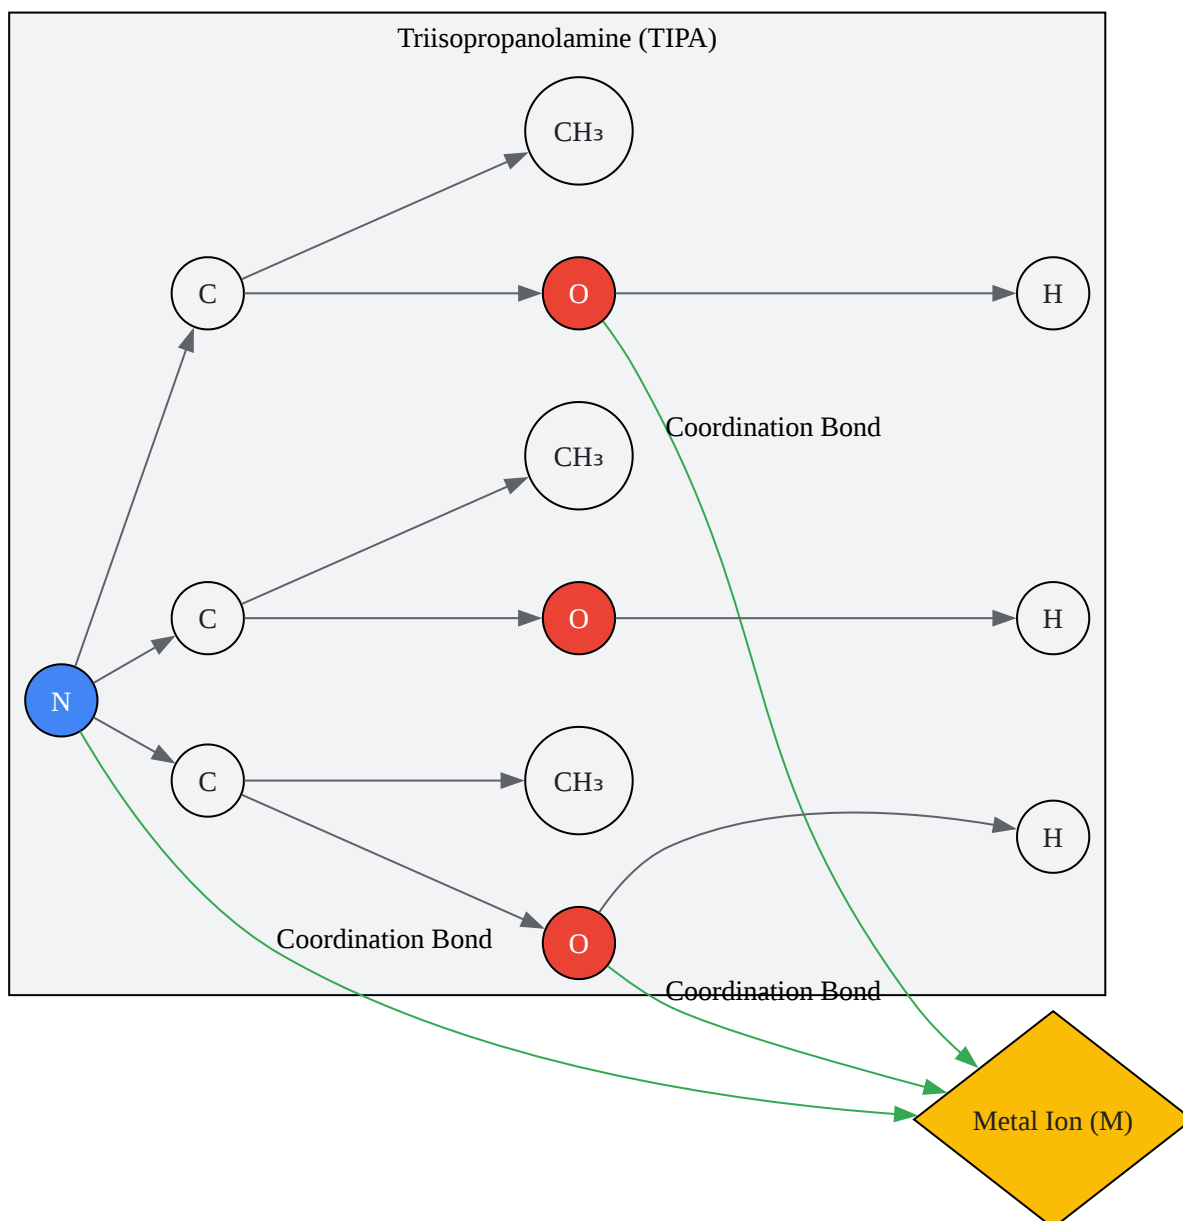 Triisopropanolamine (TIPA)
CH₃
C
O
H
Coordination Bond
CH₃
C
O
H
N
C
CH₃
H
Coordination Bond
O
Coordination Bond
Metal Ion (M)